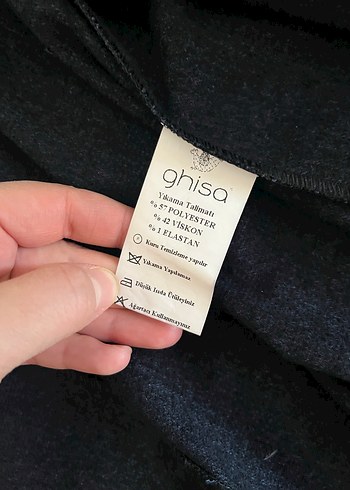 ghisa
Yıkama Talimatı
% 57 POLYESTER
% 42 VİSKON
% 1 ELASTAN
Kuru Temizleme yapılır
Yıkama Yapılamaz
Düşük Isıda Ütüleyiniz
Ağartıcı Kullanmayınız